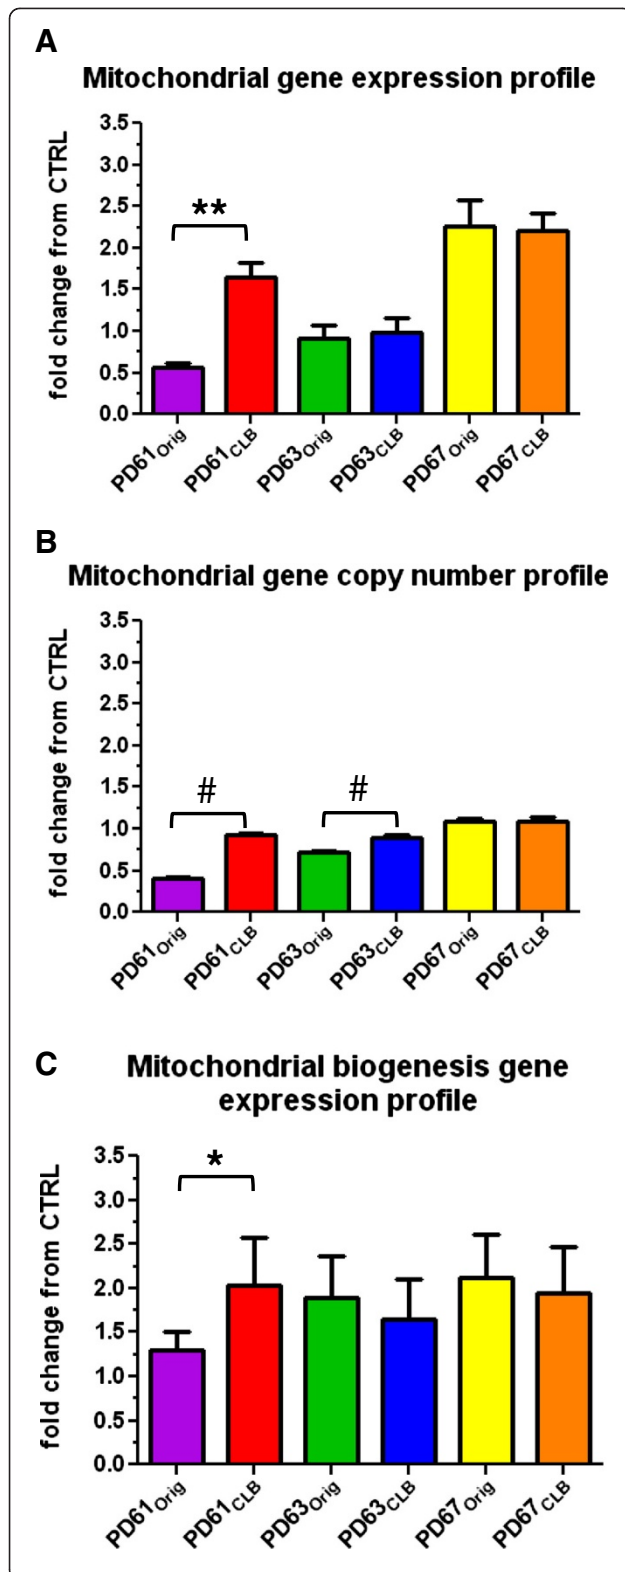 A
Mitochondrial gene expression profile
fold change from CTRL
3.5
3.0
2.5
2.0
1.5
1.0
0.5
0.0
**
PD61Orig
PD61CLB
PD63Orig
PD63CLB
PD67Orig
PD67CLB
B
Mitochondrial gene copy number profile
fold change from CTRL
3.5
3.0
2.5
2.0
1.5
1.0
0.5
0.0
#
#
PD61Orig
PD61CLB
PD63Orig
PD63CLB
PD67Orig
PD67CLB
C
Mitochondrial biogenesis gene
expression profile
fold change from CTRL
3.5
3.0
2.5
2.0
1.5
1.0
0.5
0.0
*
PD61Orig
PD61CLB
PD63Orig
PD63CLB
PD67Orig
PD67CLB